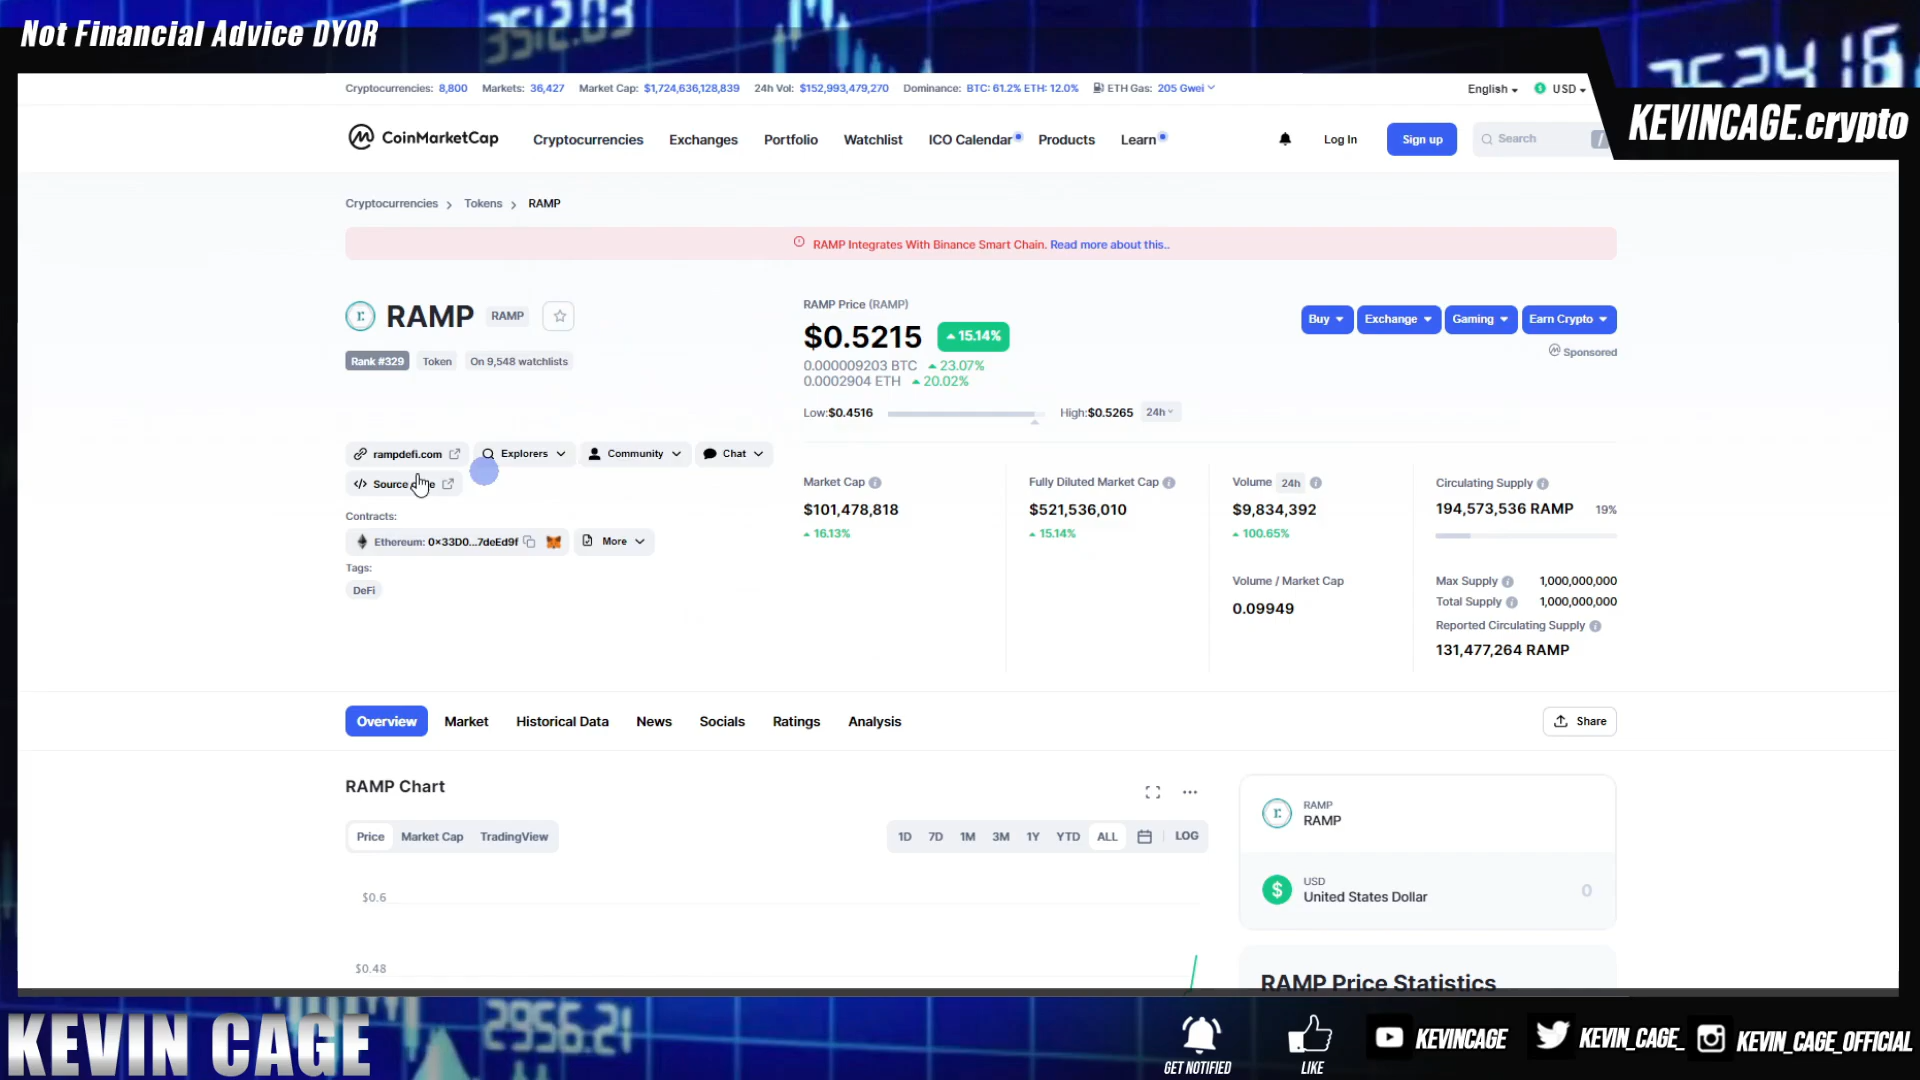 Not Financial Advice DYOR
3512.03
KEVINCAGE.crypto
Cryptocurrencies: 8,800 Markets: 36,427 Market Cap: $1,724,636,128,839 24h Vol: $152,993,479,270 Dominance: BTC: 61.2% ETH: 12.0% ETH Gas: 205 Gwei English USD
CoinMarketCap Cryptocurrencies Exchanges Portfolio Watchlist ICO Calendar Products Learn Log In Sign up Search /
Cryptocurrencies > Tokens > RAMP
RAMP Integrates With Binance Smart Chain. Read more about this..
RAMP RAMP
Rank #329 Token On 9,548 watchlists
RAMP Price (RAMP)
$0.5215 15.14%
0.000009203 BTC 23.07%
0.0002904 ETH 20.02%
Low:$0.4516 High:$0.5265 24h
Buy Exchange Gaming Earn Crypto
Sponsored
rampdefi.com Explorers Community Chat
Source
Contracts:
Ethereum: 0x33D0...7deEd9f More
Tags:
DeFi
Market Cap
$101,478,818
16.13%
Fully Diluted Market Cap
$521,536,010
15.14%
Volume 24h
$9,834,392
100.65%
Volume / Market Cap
0.09949
Circulating Supply
194,573,536 RAMP 19%
Max Supply 1,000,000,000
Total Supply 1,000,000,000
Reported Circulating Supply
131,477,264 RAMP
Overview Market Historical Data News Socials Ratings Analysis Share
RAMP Chart
Price Market Cap TradingView 1D 7D 1M 3M 1Y YTD ALL LOG
$0.6
$0.48
RAMP
RAMP
USD
United States Dollar 0
RAMP Price Statistics
KEVIN CAGE
2956.21
GET NOTIFIED
LIKE
KEVINCAGE
KEVIN_CAGE_
KEVIN_CAGE_OFFICIAL